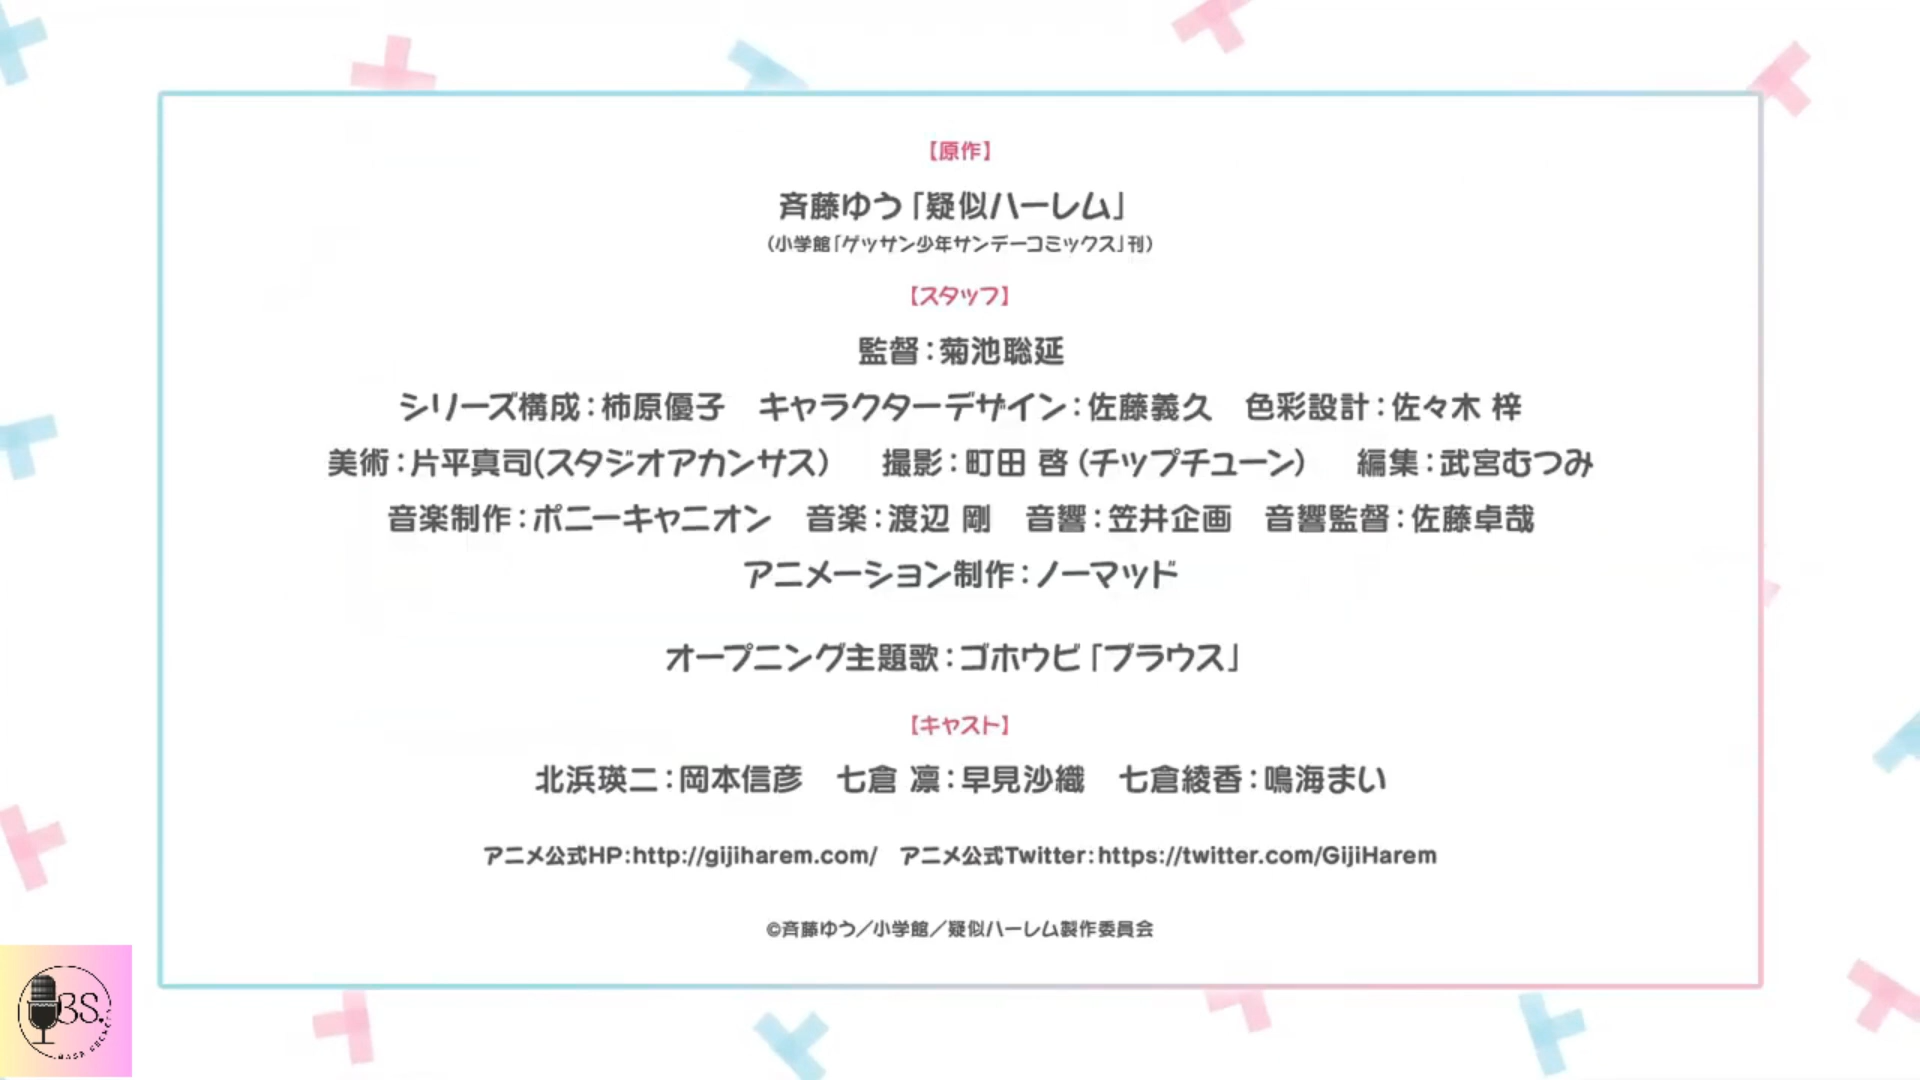 【原作】
斉藤ゆう「疑似ハーレム」
（小学館「ゲッサン少年サンデーコミックス」刊）
【スタッフ】
監督：菊池聡延
シリーズ構成：柿原優子　キャラクターデザイン：佐藤義久　色彩設計：佐々木 梓
美術：片平真司(スタジオアカンサス)　撮影：町田 啓（チップチューン）　編集：武宮むつみ
音楽制作：ポニーキャニオン　音楽：渡辺 剛　音響：笠井企画　音響監督：佐藤卓哉
アニメーション制作：ノーマッド
オープニング主題歌：ゴホウビ「ブラウス」
【キャスト】
北浜瑛二：岡本信彦　七倉 凛：早見沙織　七倉綾香：鳴海まい
アニメ公式HP：http://gijiharem.com/　アニメ公式Twitter：https://twitter.com/GijiHarem
©斉藤ゆう／小学館／疑似ハーレム製作委員会
BS.